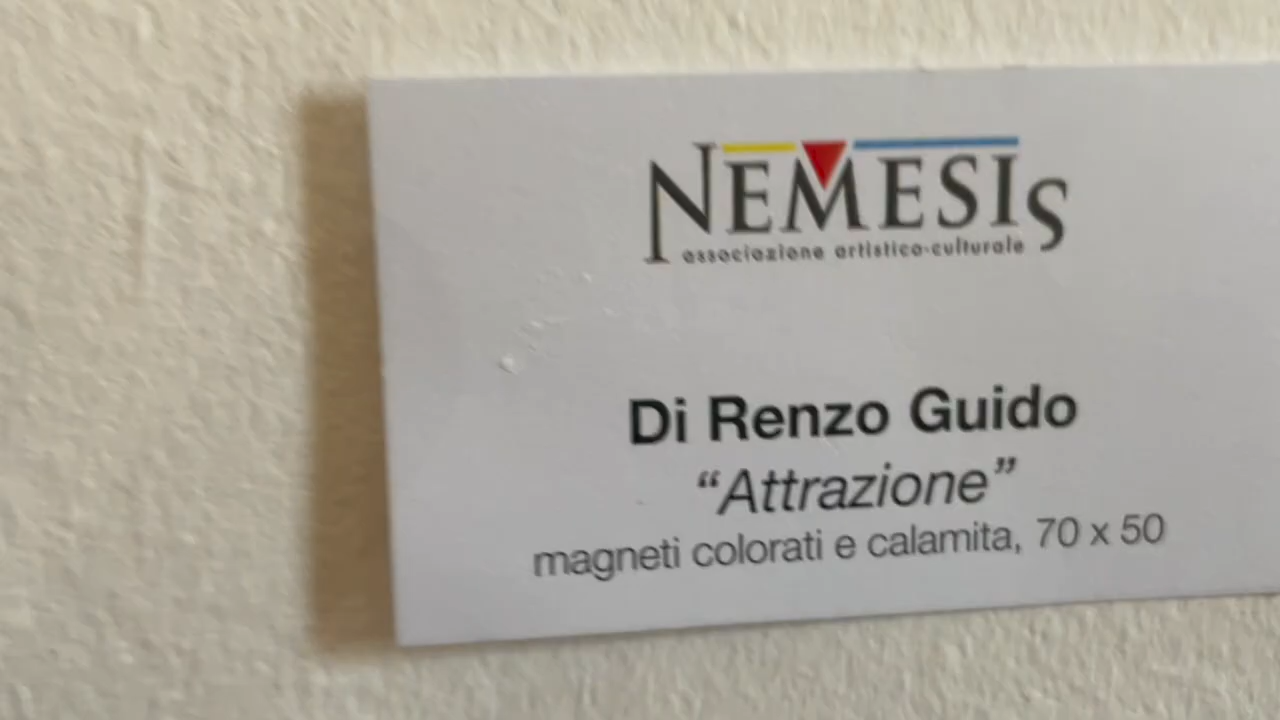 NEMESIS
associazione artistico-culturale
Di Renzo Guido
“Attrazione”
magneti colorati e calamita, 70 x 50